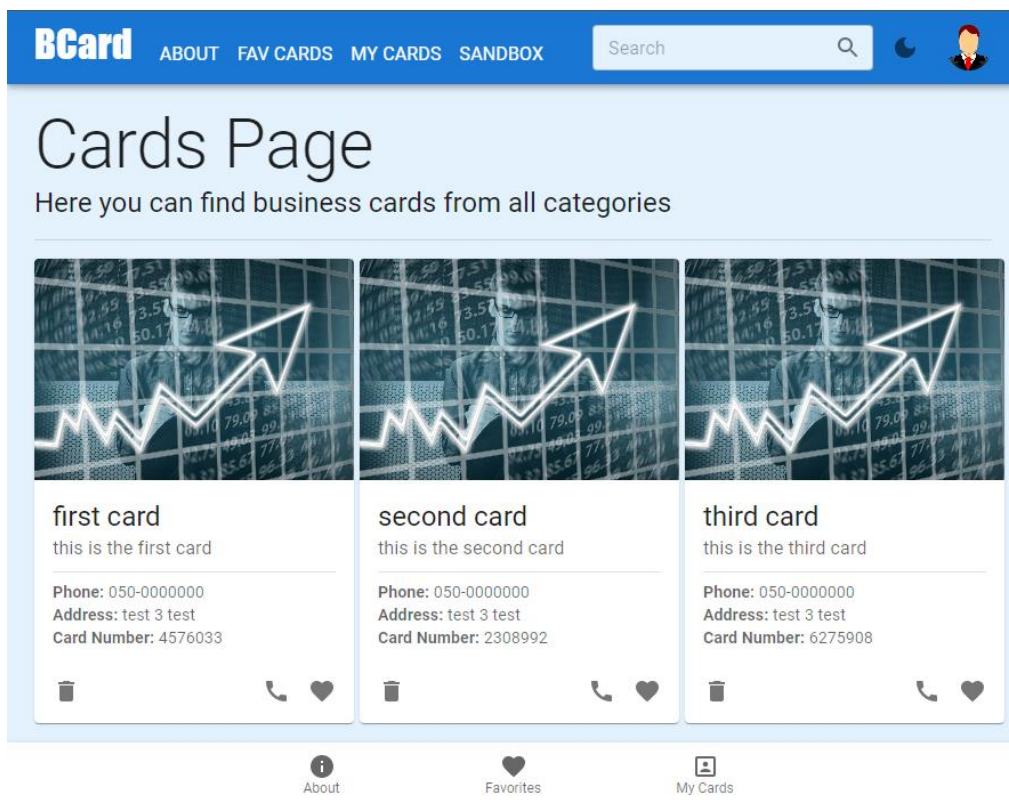 BCard ABOUT FAV CARDS MY CARDS SANDBOX Search
Cards Page
Here you can find business cards from all categories
first card
this is the first card
Phone: 050-0000000
Address: test 3 test
Card Number: 4576033
second card
this is the second card
Phone: 050-0000000
Address: test 3 test
Card Number: 2308992
third card
this is the third card
Phone: 050-0000000
Address: test 3 test
Card Number: 6275908
About Favorites My Cards